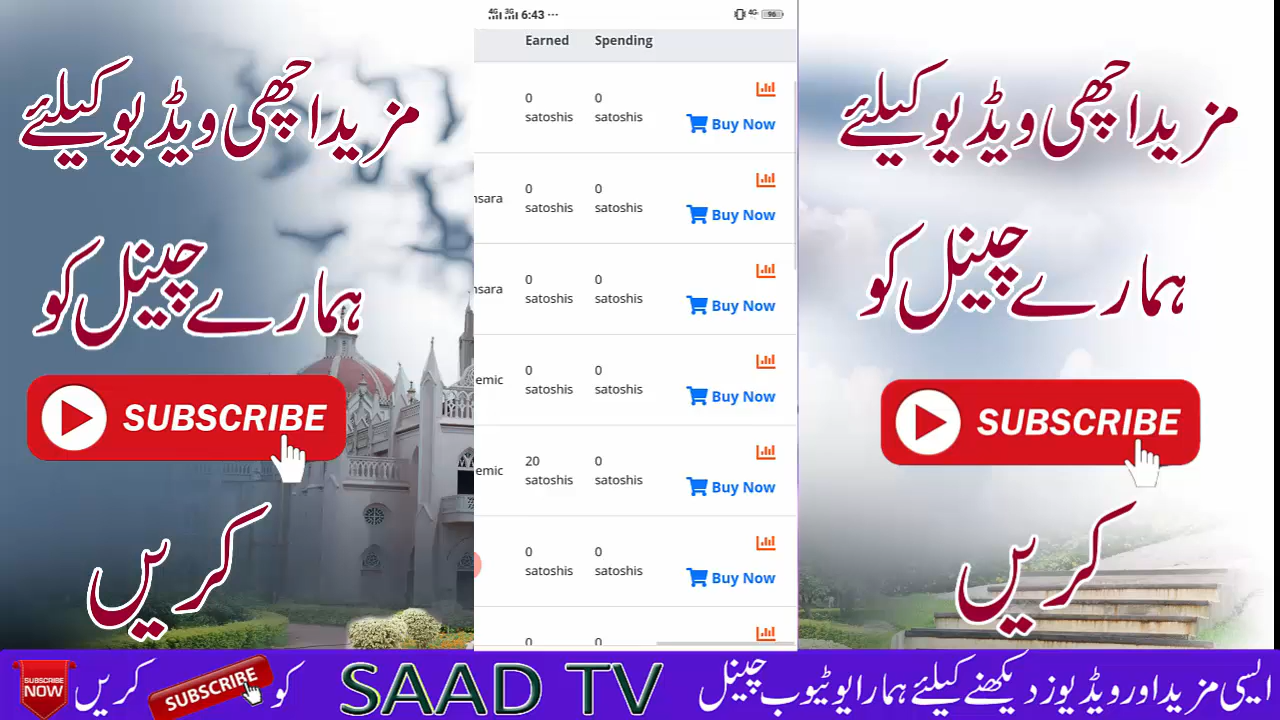 مزید اچھی ویڈیو کیلئے
ہمارے چینل کو
SUBSCRIBE
کریں
4G 3G 6:43 ... 4G 96
Earned Spending
0 satoshis 0 satoshis
Buy Now
nsara 0 satoshis 0 satoshis
Buy Now
nsara 0 satoshis 0 satoshis
Buy Now
emic 0 satoshis 0 satoshis
Buy Now
emic 20 satoshis 0 satoshis
Buy Now
0 satoshis 0 satoshis
Buy Now
0 0
مزید اچھی ویڈیو کیلئے
ہمارے چینل کو
SUBSCRIBE
کریں
ایسی مزید اور ویڈیوز دیکھنے کیلئے ہمارا یوٹیوب چینل SAAD TV کو SUBSCRIBE کریں SUBSCRIBE NOW